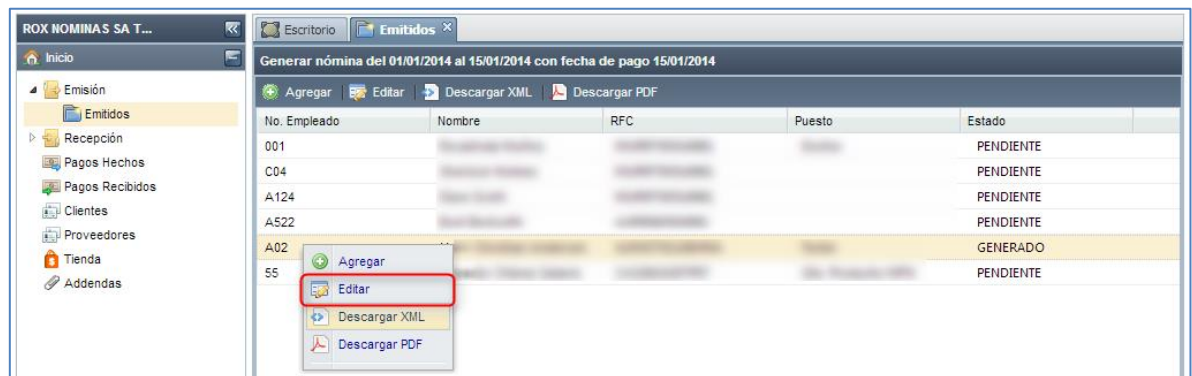 ROX NOMINAS SA T...
Inicio
Emisión
Emitidos
Recepción
Pagos Hechos
Pagos Recibidos
Clientes
Proveedores
Tienda
Addendas
Escritorio Emitidos
Generar nómina del 01/01/2014 al 15/01/2014 con fecha de pago 15/01/2014
Agregar Editar Descargar XML Descargar PDF
No. Empleado Nombre RFC Puesto Estado
001 PENDIENTE
C04 PENDIENTE
A124 PENDIENTE
A522 PENDIENTE
A02 GENERADO
55 PENDIENTE
Agregar
Editar
Descargar XML
Descargar PDF